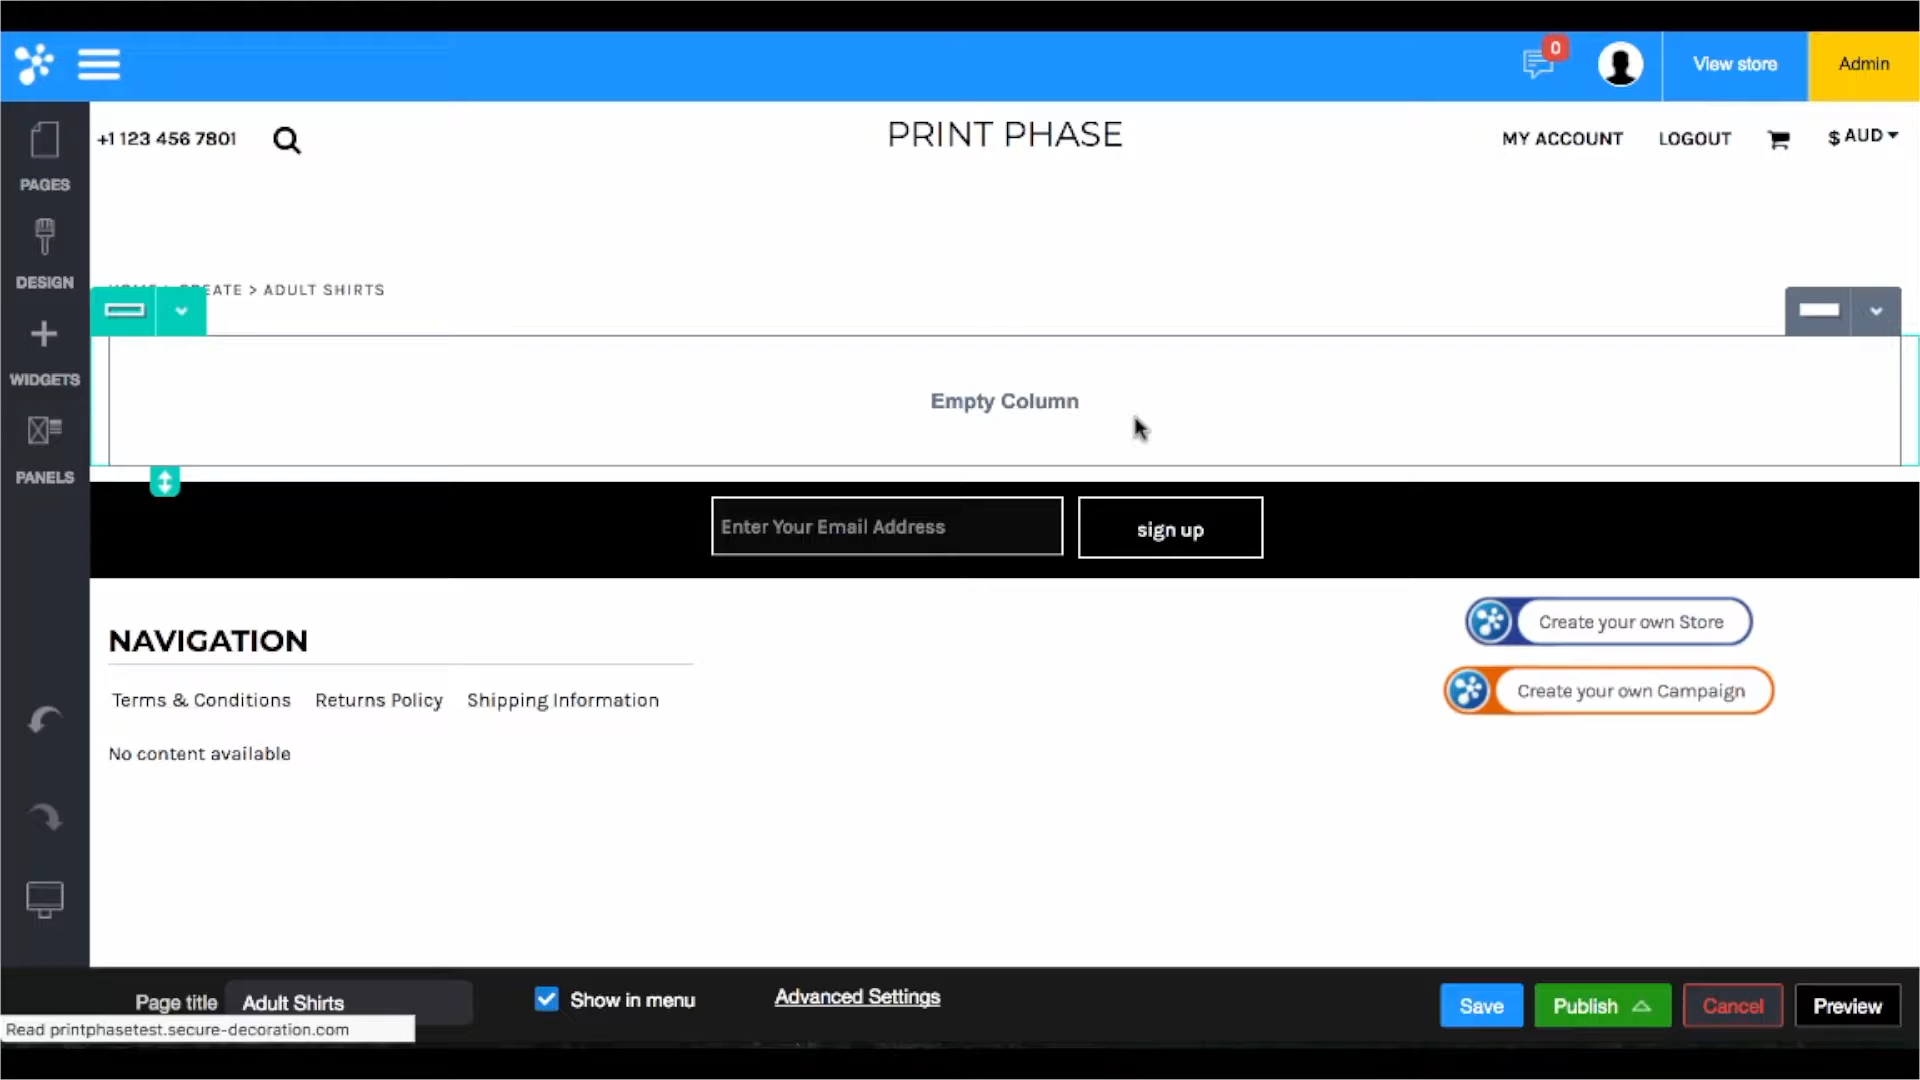 0
View store
Admin
+1 123 456 7801
PRINT PHASE
MY ACCOUNT
LOGOUT
$ AUD
PAGES
DESIGN
WIDGETS
PANELS
> ADULT SHIRTS
Empty Column
Enter Your Email Address
sign up
NAVIGATION
Terms & Conditions Returns Policy Shipping Information
No content available
Create your own Store
Create your own Campaign
Page title Adult Shirts
Show in menu
Advanced Settings
Save
Publish
Cancel
Preview
Read printphasetest.secure-decoration.com